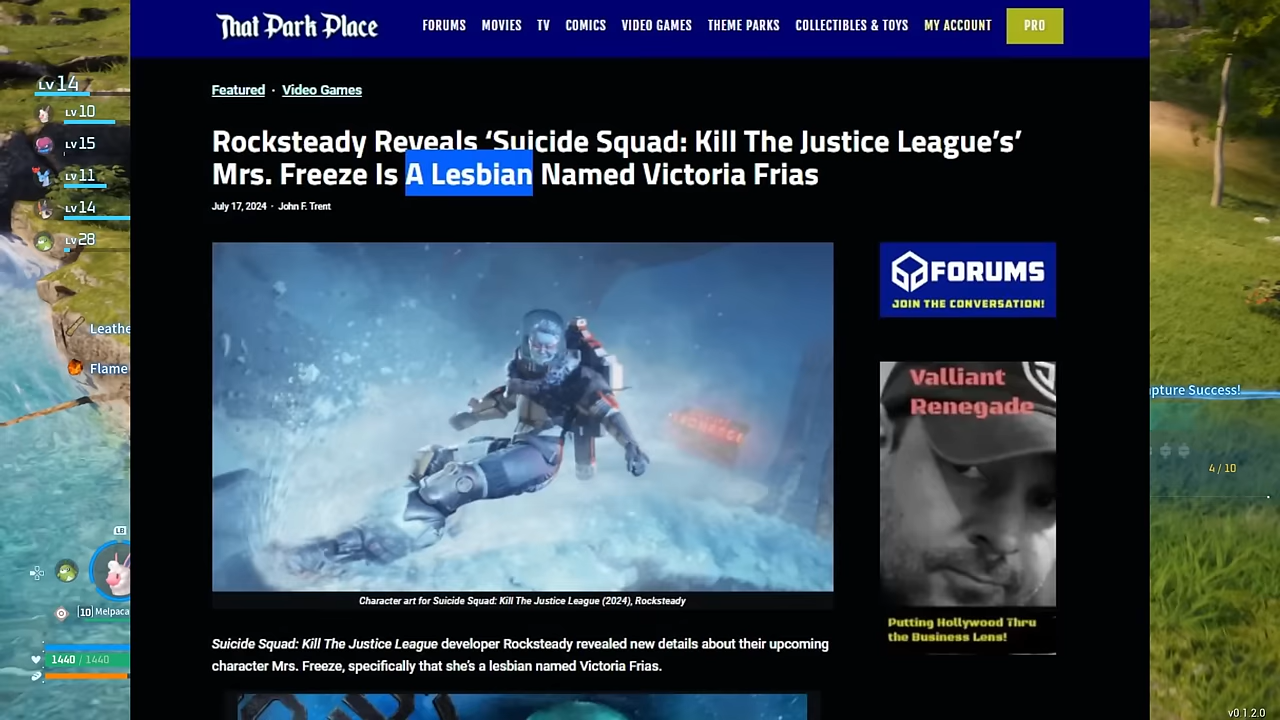 That Park Place
FORUMS MOVIES TV COMICS VIDEO GAMES THEME PARKS COLLECTIBLES & TOYS MY ACCOUNT PRO
Featured · Video Games
Rocksteady Reveals ‘Suicide Squad: Kill The Justice League’s’
Mrs. Freeze Is A Lesbian Named Victoria Frias
July 17, 2024 · John F. Trent
Character art for Suicide Squad: Kill The Justice League (2024), Rocksteady
Suicide Squad: Kill The Justice League developer Rocksteady revealed new details about their upcoming
character Mrs. Freeze, specifically that she’s a lesbian named Victoria Frias.
FORUMS
JOIN THE CONVERSATION!
Valliant
Renegade
Putting Hollywood Thru
the Business Lens!
LV 14
LV 10
LV 15
LV 11
LV 14
LV 28
Leathe
Flame
LB
[10] Melpaca
1440 / 1440
pture Success!
4 / 10
v0.1.2.0